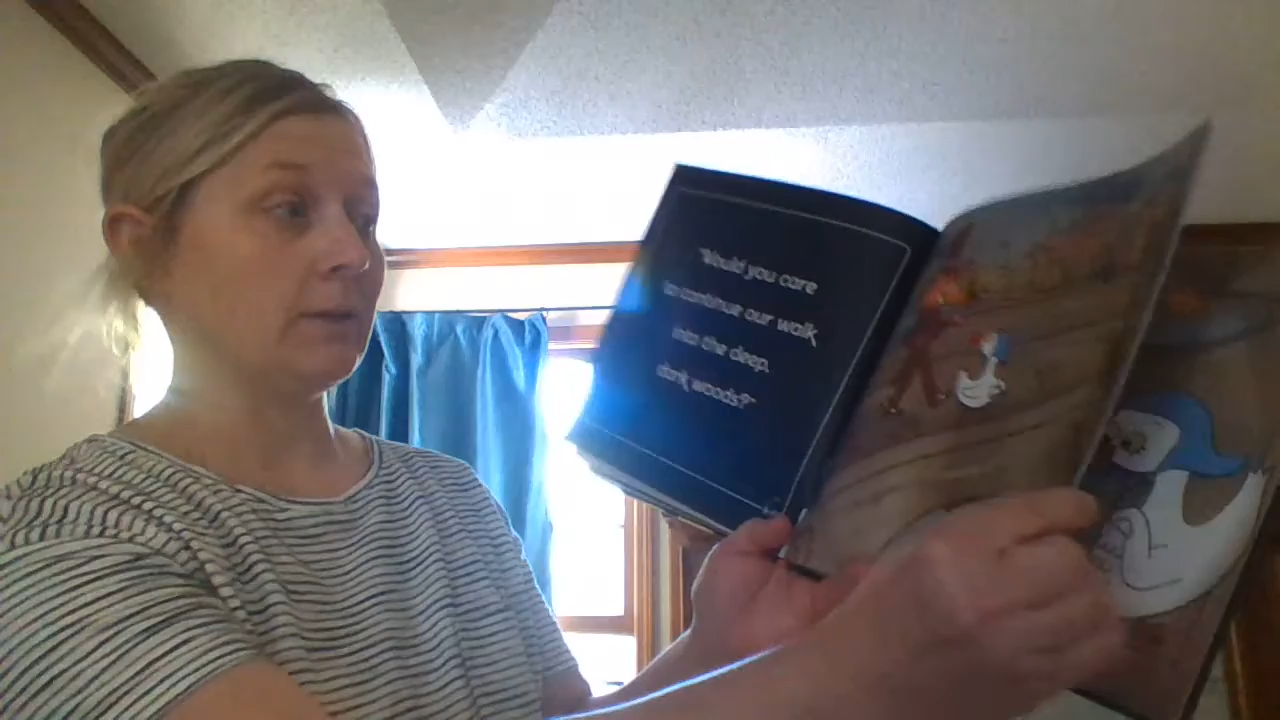 "Would you care
to continue our walk
into the deep,
dark woods?"